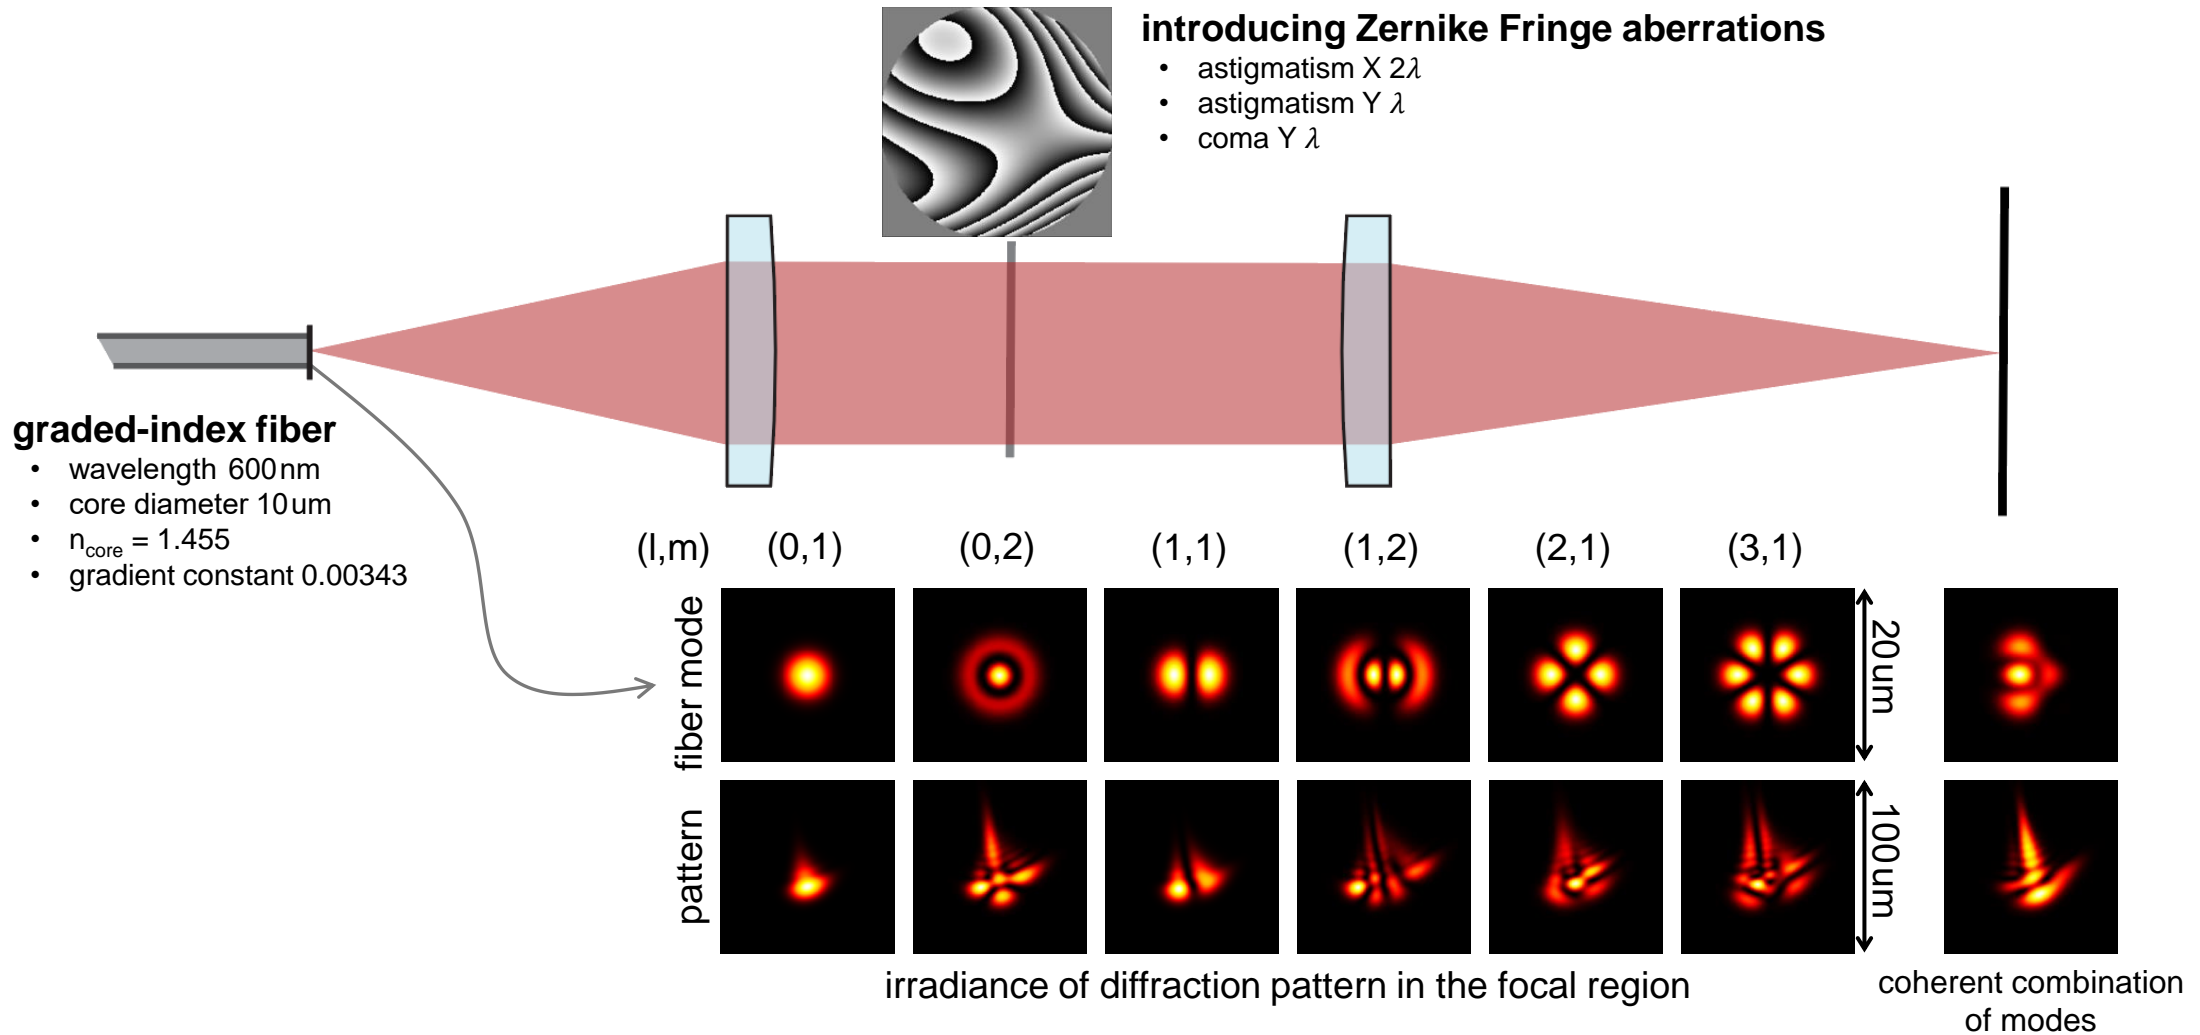 introducing Zernike Fringe aberrations
• astigmatism X 2λ
• astigmatism Y λ
• coma Y λ
graded-index fiber
• wavelength 600nm
• core diameter 10um
• n_core = 1.455
• gradient constant 0.00343
(l,m) (0,1) (0,2) (1,1) (1,2) (2,1) (3,1)
fiber mode
20um
pattern
100um
irradiance of diffraction pattern in the focal region
coherent combination
of modes